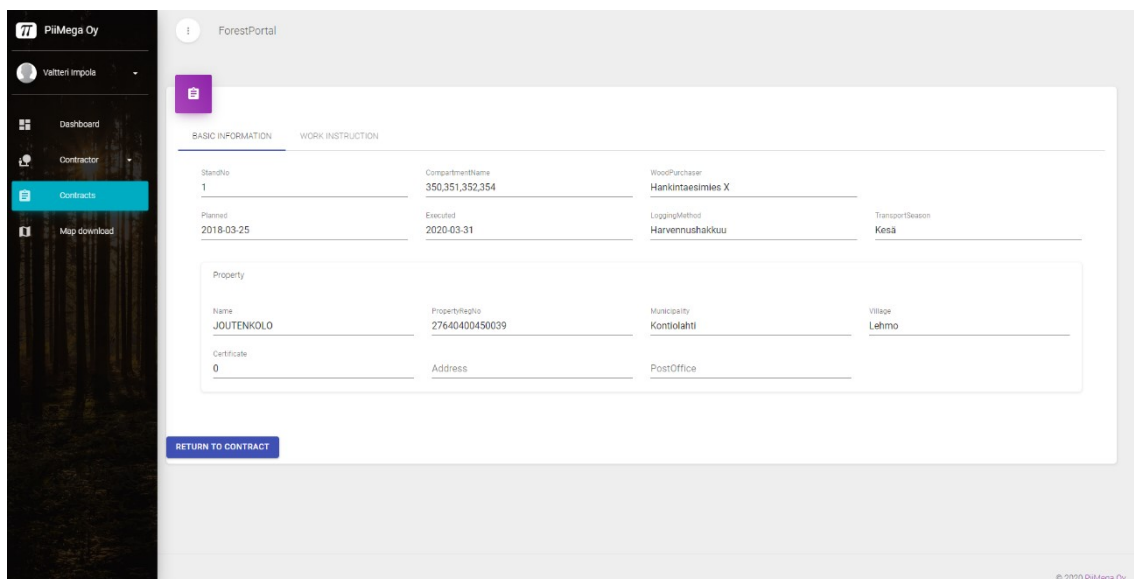 π PiiMega Oy
ForestPortal
Valtteri Impola
Dashboard
Contractor
Contracts
Map download
BASIC INFORMATION WORK INSTRUCTION
StandNo CompartmentName WoodPurchaser
1 350,351,352,354 Hankintaesimies X
Planned Executed LoggingMethod TransportSeason
2018-03-25 2020-03-31 Harvennushakkuu Kesä
Property
Name PropertyRegNo Municipality Village
JOUTENKOLO 27640400450039 Kontiolahti Lehmo
Certificate
0 Address PostOffice
RETURN TO CONTRACT
© 2020 PiiMega Oy